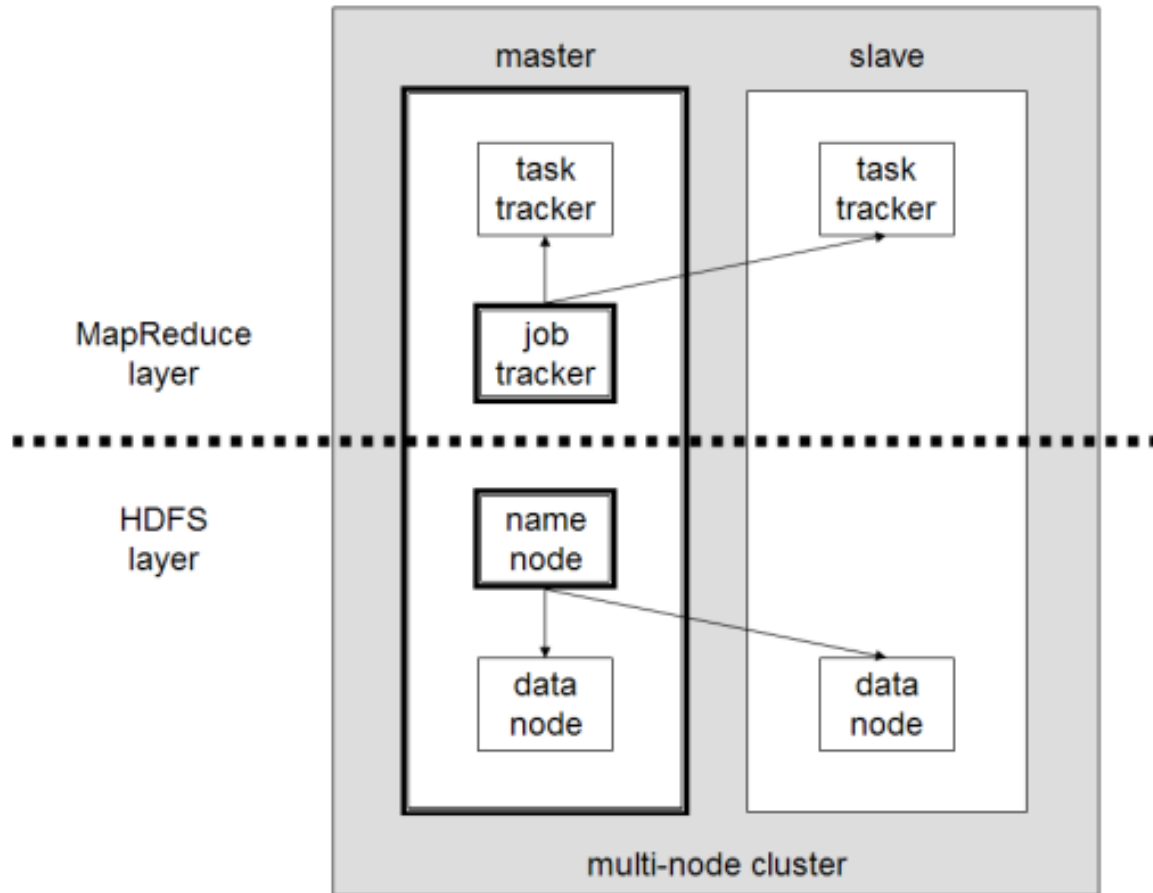 master
slave
task
tracker
task
tracker
MapReduce
layer
job
tracker
HDFS
layer
name
node
data
node
data
node
multi-node cluster